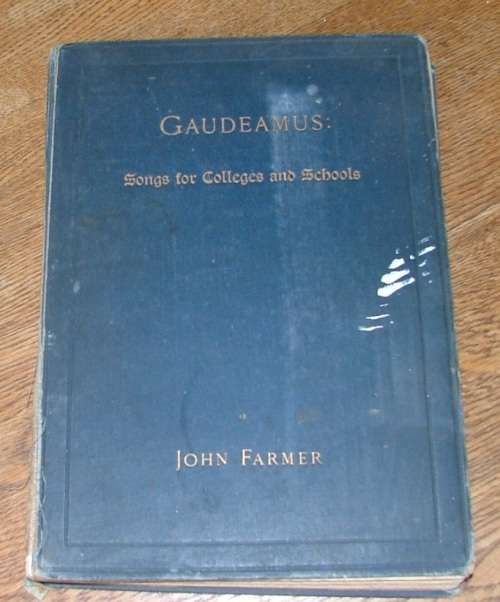 GAUDEAMUS:
Songs for Colleges and Schools
JOHN FARMER